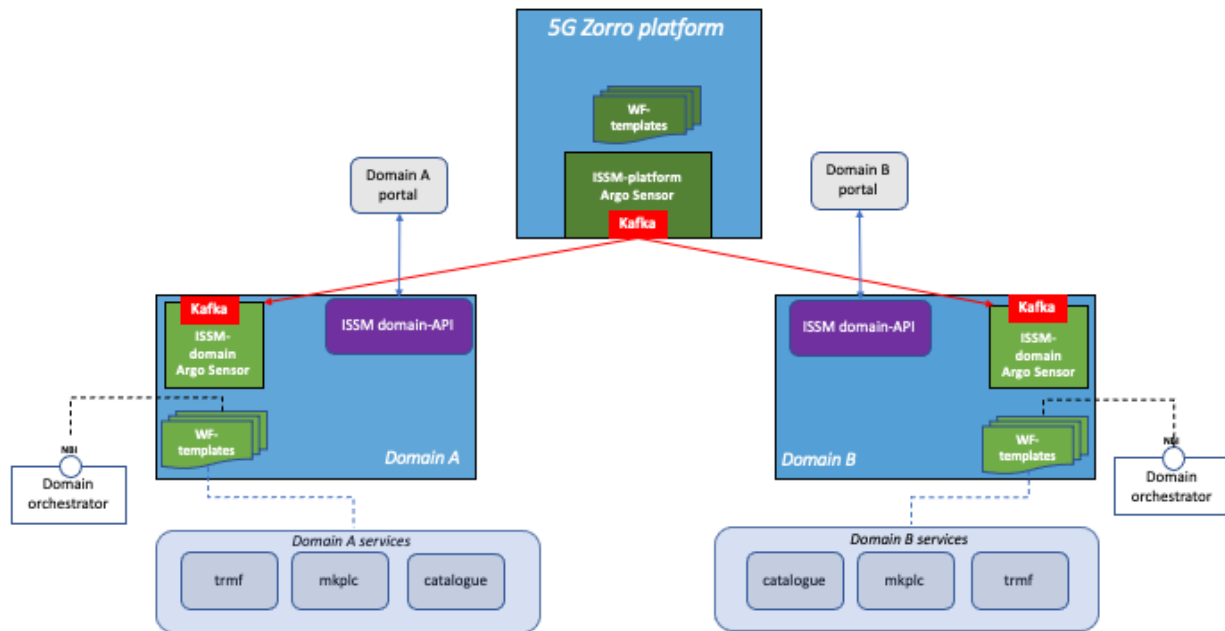 5G Zorro platform
WF-
templates
ISSM-platform
Argo Sensor
Kafka
Domain A
portal
Domain B
portal
Kafka
ISSM-
domain
Argo Sensor
ISSM domain-API
WF-
templates
Domain A
NBI
Domain
orchestrator
ISSM domain-API
Kafka
ISSM-
domain
Argo Sensor
WF-
templates
Domain B
NBI
Domain
orchestrator
Domain A services
trmf
mkplc
catalogue
Domain B services
catalogue
mkplc
trmf